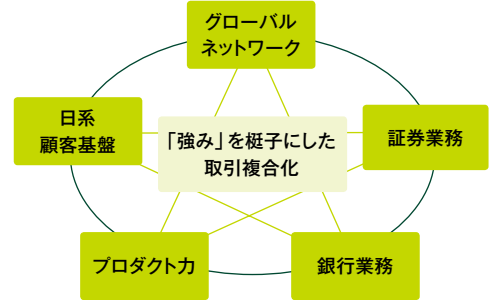 グローバル
ネットワーク
日系
顧客基盤
「強み」を梃子にした
取引複合化
証券業務
プロダクト力
銀行業務